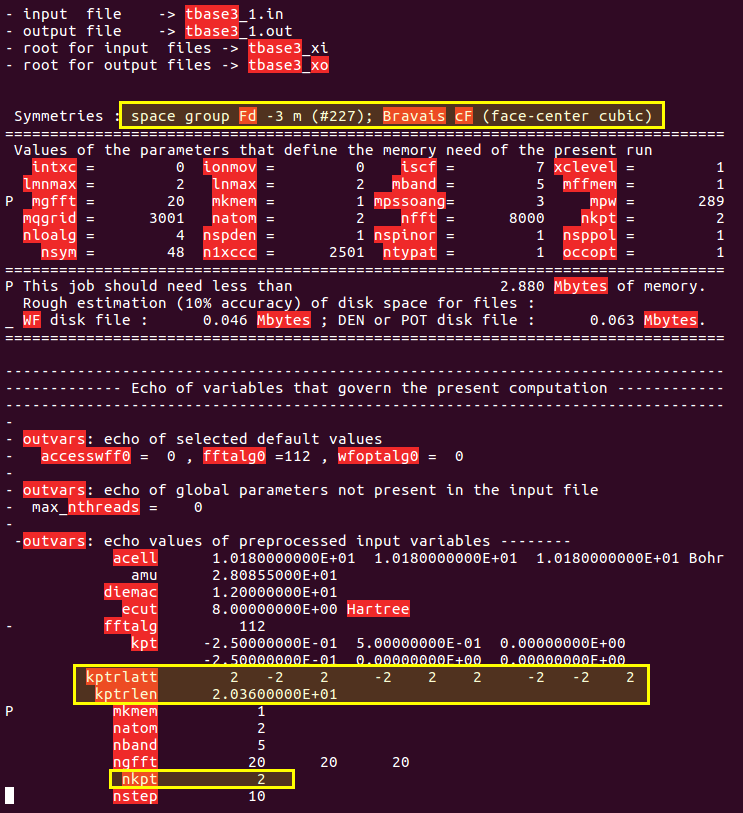 - input  file    -> tbase3_1.in
- output file    -> tbase3_1.out
- root for input  files -> tbase3_xi
- root for output files -> tbase3_xo
Symmetries : space group Fd -3 m (#227); Bravais cF (face-center cubic)
================================================================================
Values of the parameters that define the memory need of the present run
intxc =         0  ionmov =         0    iscf =         7 xclevel =         1
lmnmax =         2   lnmax =         2   mband =         5  mffmem =         1
P  mgfft =        20   mkmem =         1 mpssoang=         3     mpw =       289
mqgrid =      3001   natom =         2    nfft =      8000    nkpt =         2
nloalg =         4  nspden =         1 nspinor =         1  nsppol =         1
nsym =        48  n1xccc =      2501  ntypat =         1  occopt =         1
================================================================================
P This job should need less than                       2.880 Mbytes of memory.
Rough estimation (10% accuracy) of disk space for files :
_ WF disk file :      0.046 Mbytes ; DEN or POT disk file :      0.063 Mbytes.
================================================================================
--------------------------------------------------------------------------------
------------- Echo of variables that govern the present computation ------------
--------------------------------------------------------------------------------
-
- outvars: echo of selected default values
-   accesswff0 =  0 , fftalg0 =112 , wfoptalg0 =  0
-
- outvars: echo of global parameters not present in the input file
-  max_nthreads =    0
-
-outvars: echo values of preprocessed input variables --------
acell      1.0180000000E+01  1.0180000000E+01  1.0180000000E+01 Bohr
amu      2.80855000E+01
diemac      1.20000000E+01
ecut      8.00000000E+00 Hartree
-          fftalg         112
kpt     -2.50000000E-01  5.00000000E-01  0.00000000E+00
-2.50000000E-01  0.00000000E+00  0.00000000E+00
kptrlatt        2   -2    2     -2    2    2     -2   -2    2
kptrlen      2.03600000E+01
P           mkmem           1
natom           2
nband           5
ngfft          20      20      20
nkpt           2
nstep          10